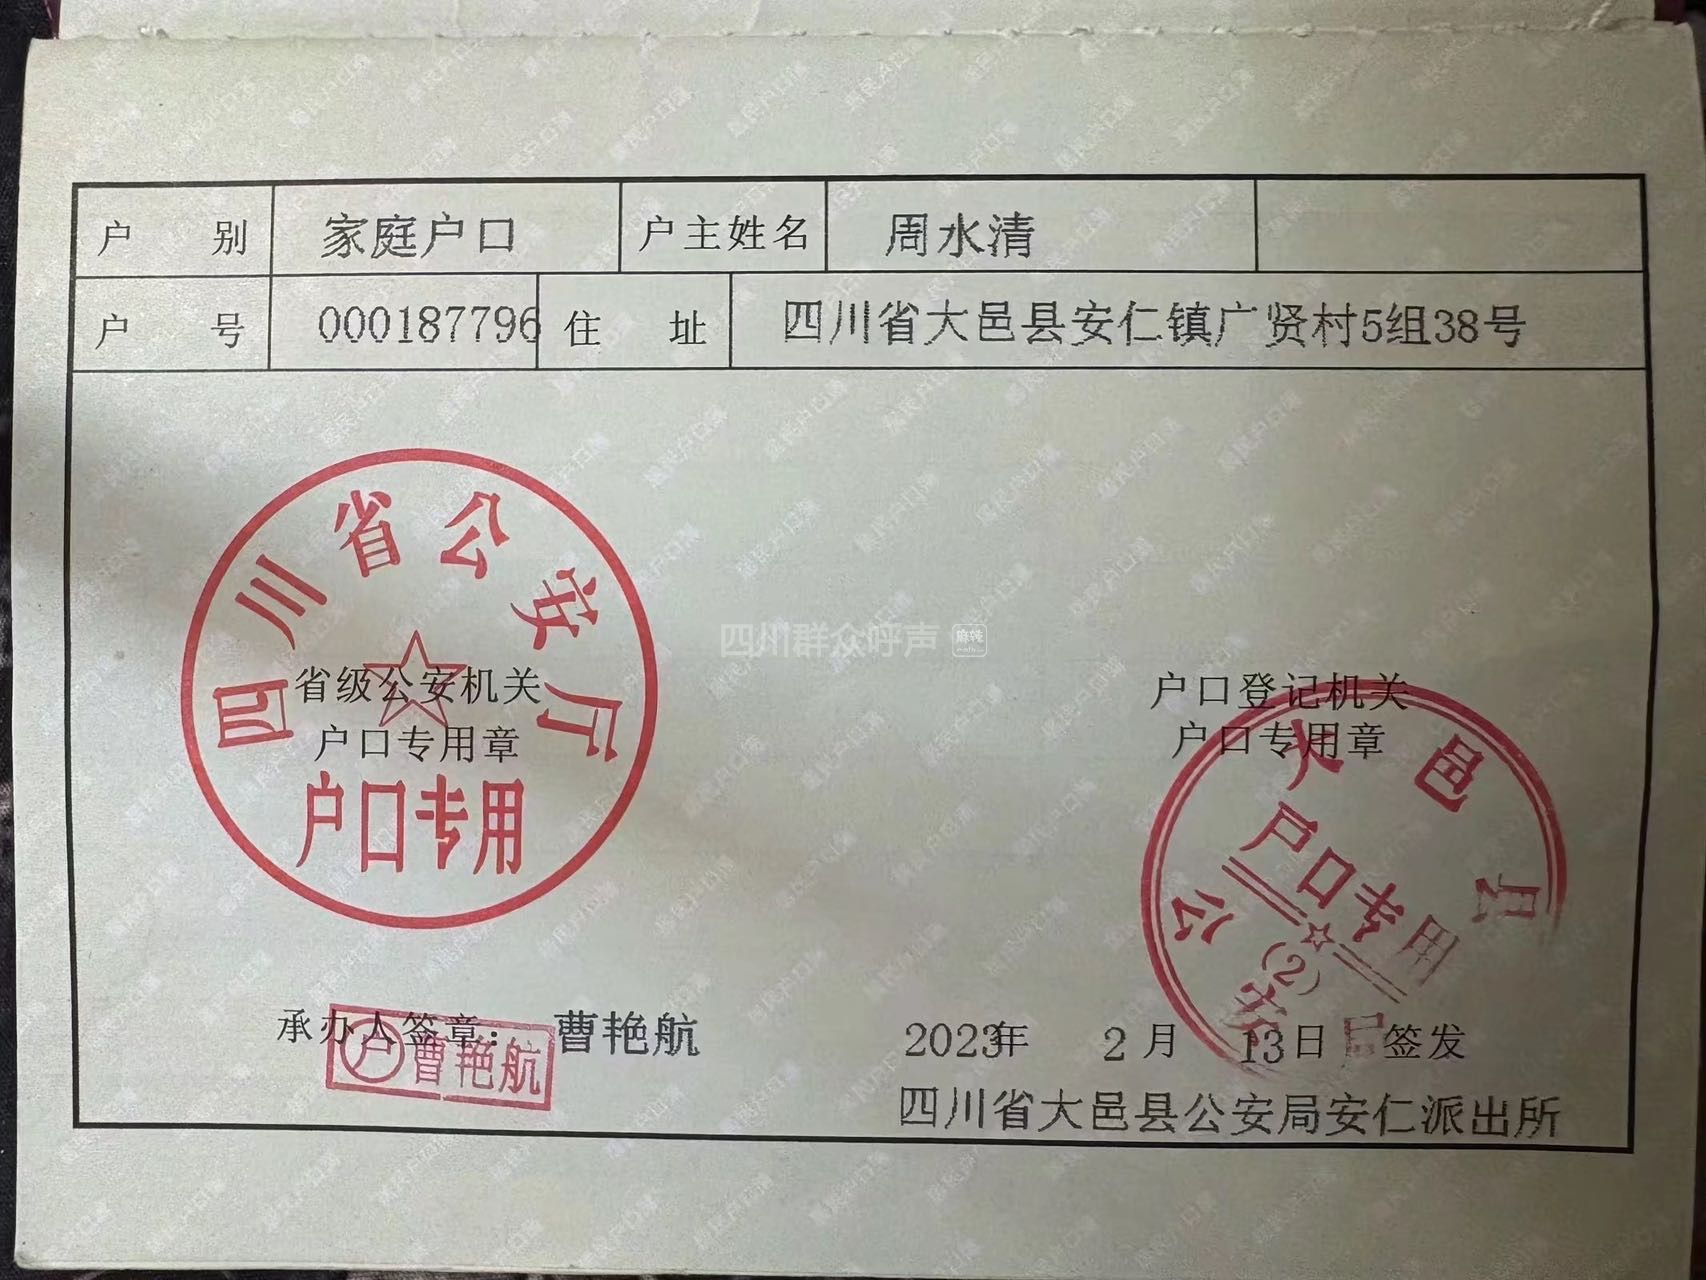 户 别 家庭户口 户主姓名 周水清
户 号 000187796 住 址 四川省大邑县安仁镇广贤村5组38号
四川省公安厅
省级公安机关
户口专用章
户口专用
四川群众呼声 麻辣
户口登记机关
户口专用章
大邑县公安局
户口专用
(2)
承办人签章： 曹艳航
户 曹艳航
2023年 2月 13日 签发
四川省大邑县公安局安仁派出所